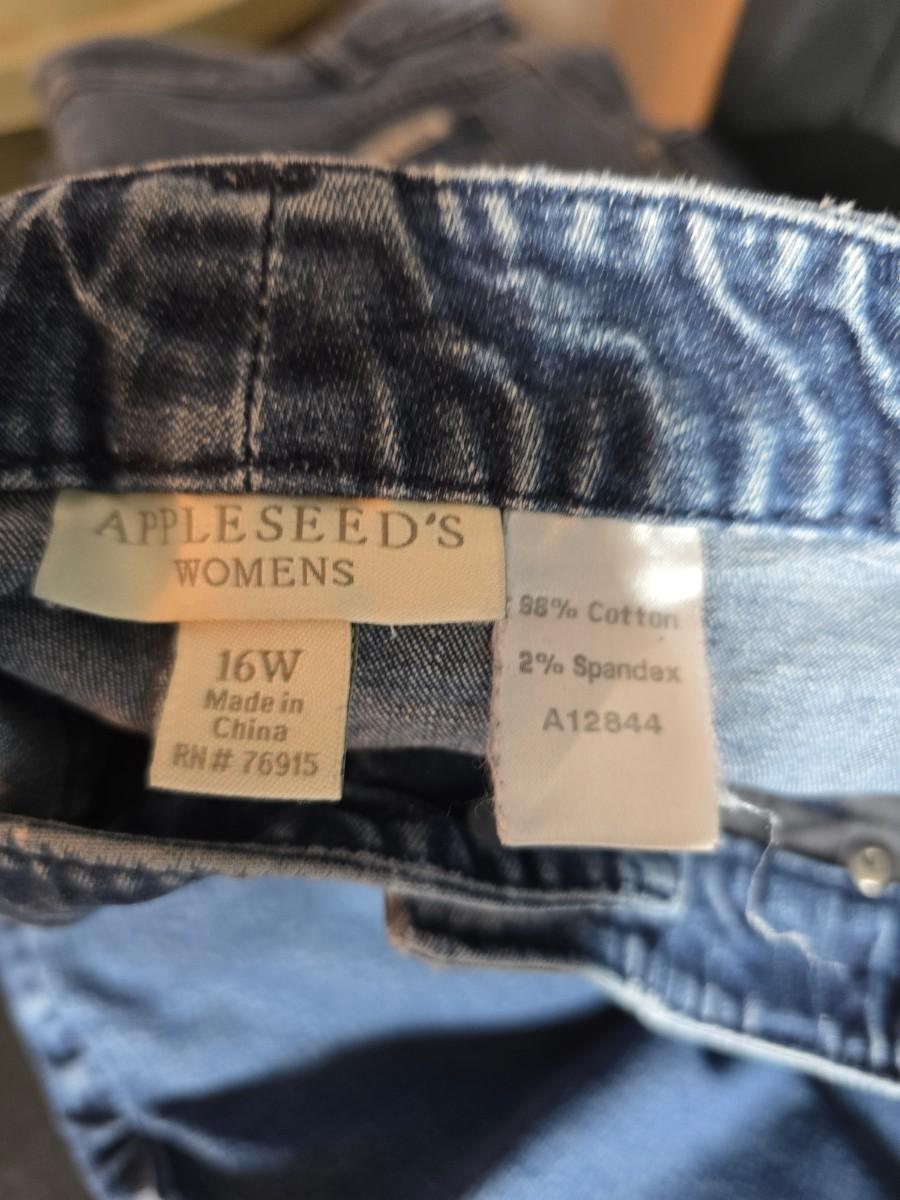 APPLESEED'S
WOMENS
16W
Made in
China
RN# 76915
98% Cotton
2% Spandex
A12844